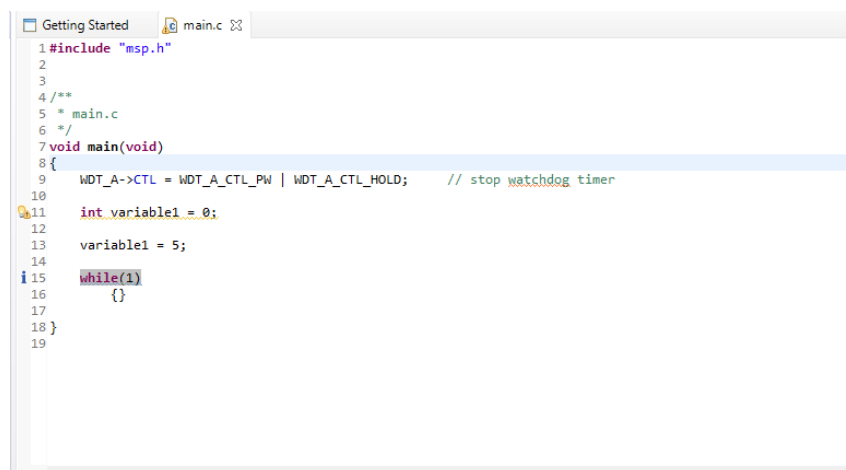 Getting Started main.c
1 #include "msp.h"
2
3
4 /**
5 * main.c
6 */
7 void main(void)
8 {
9 WDT_A->CTL = WDT_A_CTL_PW | WDT_A_CTL_HOLD; // stop watchdog timer
10
11 int variable1 = 0;
12
13 variable1 = 5;
14
15 while(1)
16 {}
17
18 }
19